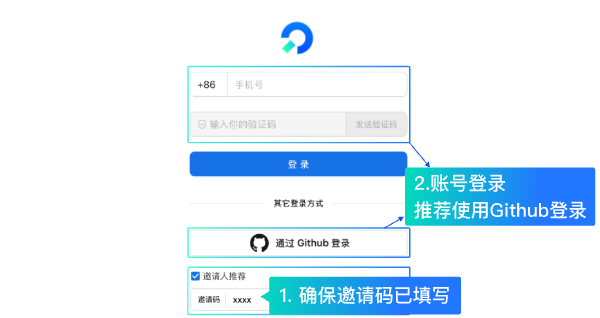 +86 手机号
输入你的验证码 发送验证码
登录
其它登录方式
2.账号登录
推荐使用Github登录
通过 Github 登录
邀请人推荐
邀请码 xxxx
1. 确保邀请码已填写